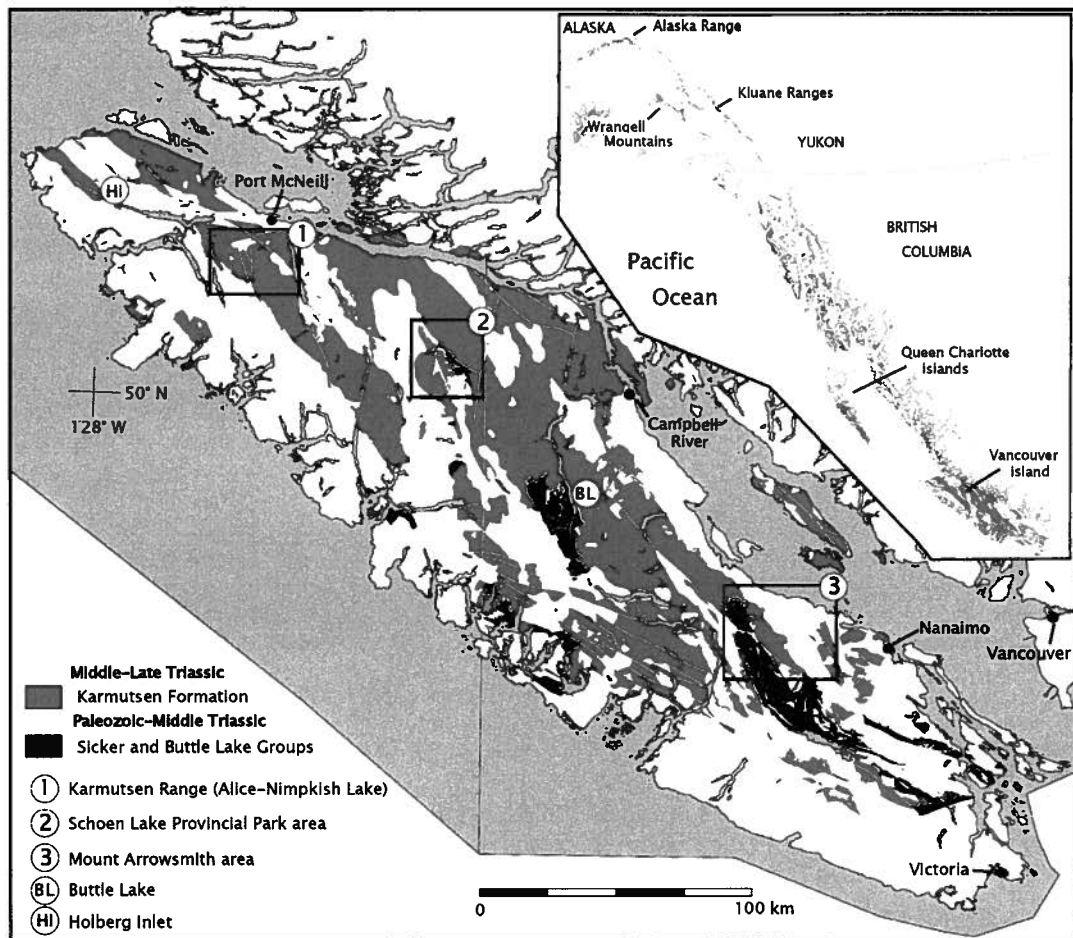 ALASKA
Alaska Range
Kluane Ranges
Wrangell
Mountains
YUKON
BRITISH
COLUMBIA
Pacific
Ocean
Queen Charlotte
islands
Vancouver
island
HI
Port McNeill
1
2
50° N
128° W
Campbell
River
BL
3
Nanaimo
Vancouver
Victoria
Middle-Late Triassic
Karmutsen Formation
Paleozoic-Middle Triassic
Sicker and Buttle Lake Groups
1 Karmutsen Range (Alice-Nimpkish Lake)
2 Schoen Lake Provincial Park area
3 Mount Arrowsmith area
BL Buttle Lake
HI Holberg Inlet
0 100 km